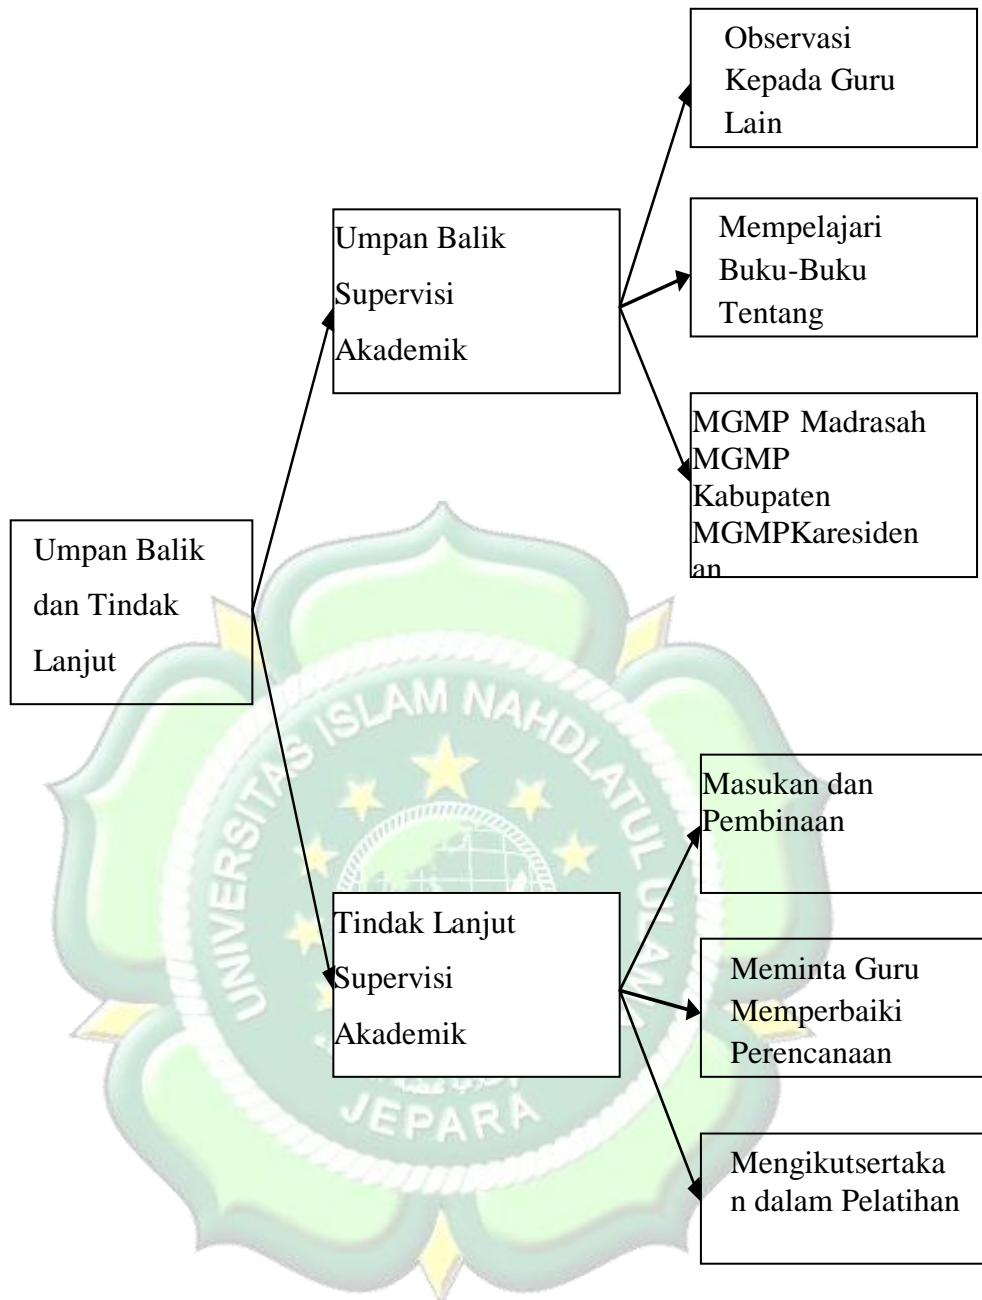 Observasi
Kepada Guru
Lain
Umpan Balik
Supervisi
Akademik
Mempelajari
Buku-Buku
Tentang
MGMP Madrasah
MGMP
Kabupaten
MGMPKaresiden
an
Umpan Balik
dan Tindak
Lanjut
UNIVERSITAS ISLAM NAHDLATUL ULAMA
JEPARA
Masukan dan
Pembinaan
Tindak Lanjut
Supervisi
Akademik
Meminta Guru
Memperbaiki
Perencanaan
Mengikutsertaka
n dalam Pelatihan